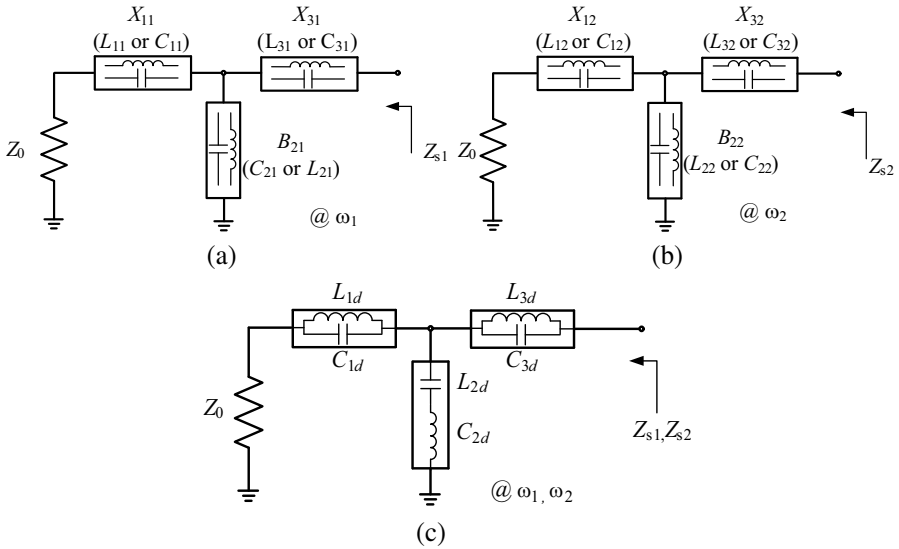 X₁₁
(L₁₁ or C₁₁)
X₃₁
(L₃₁ or C₃₁)
Z₀
B₂₁
(C₂₁ or L₂₁)
Zₛ₁
@ ω₁
(a)
X₁₂
(L₁₂ or C₁₂)
X₃₂
(L₃₂ or C₃₂)
Z₀
B₂₂
(L₂₂ or C₂₂)
Zₛ₂
@ ω₂
(b)
L1d
L3d
C1d
C3d
Z₀
L2d
C2d
Zₛ₁,Zₛ₂
@ ω₁, ω₂
(c)